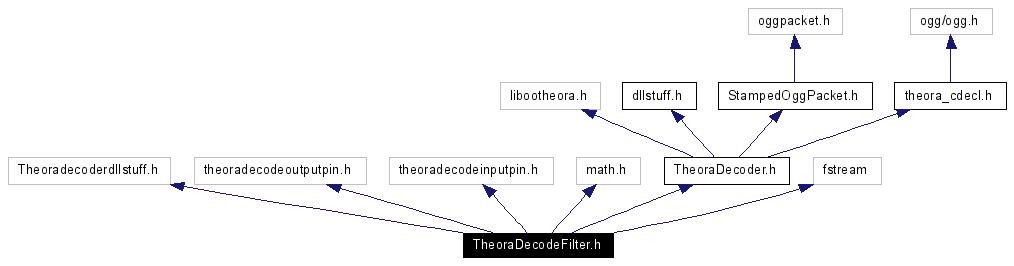 oggpacket.h
ogg/ogg.h
libootheora.h
dllstuff.h
StampedOggPacket.h
theora_cdecl.h
Theoradecoderdllstuff.h
theoradecodeoutputpin.h
theoradecodeinputpin.h
math.h
TheoraDecoder.h
fstream
TheoraDecodeFilter.h